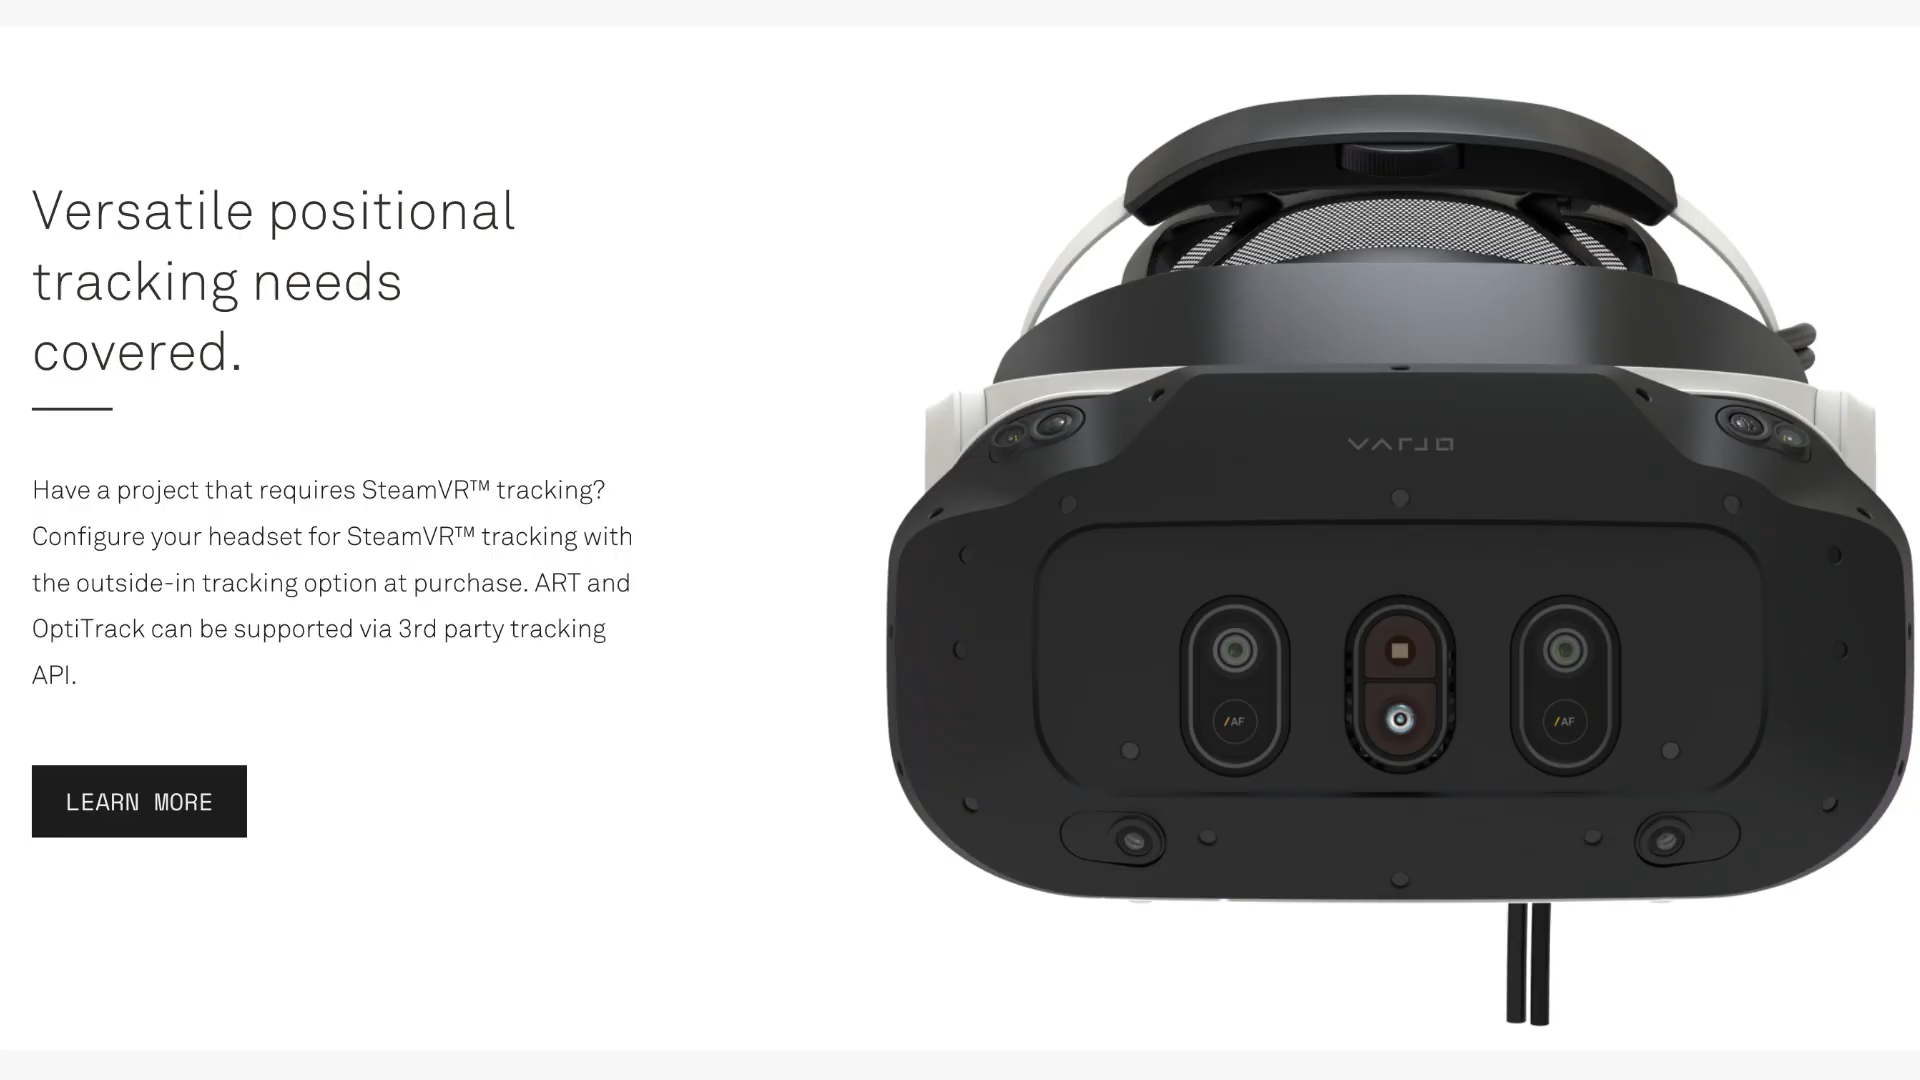 Versatile positional
tracking needs
covered.
Have a project that requires SteamVR™ tracking?
Configure your headset for SteamVR™ tracking with
the outside-in tracking option at purchase. ART and
OptiTrack can be supported via 3rd party tracking
API.
LEARN MORE
VARJO
/AF
/AF